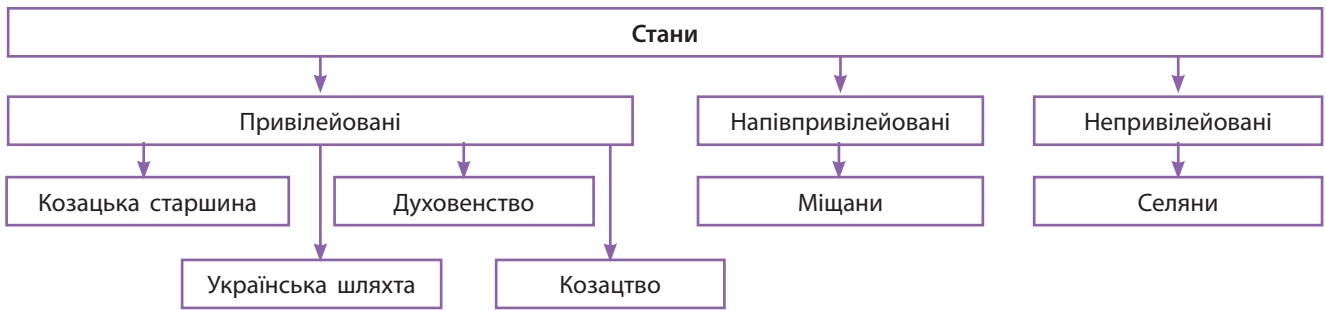 Стани
Привілейовані
Напівпривілейовані
Непривілейовані
Козацька старшина
Духовенство
Міщани
Селяни
Українська шляхта
Козацтво